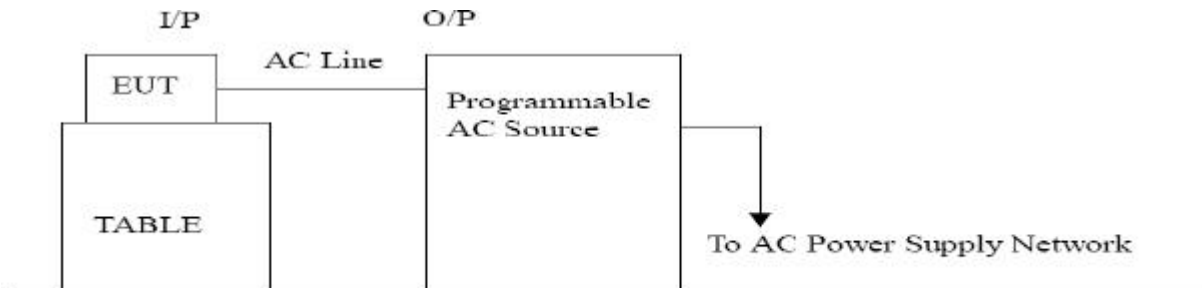 I/P
O/P
EUT
AC Line
Programmable
AC Source
TABLE
To AC Power Supply Network